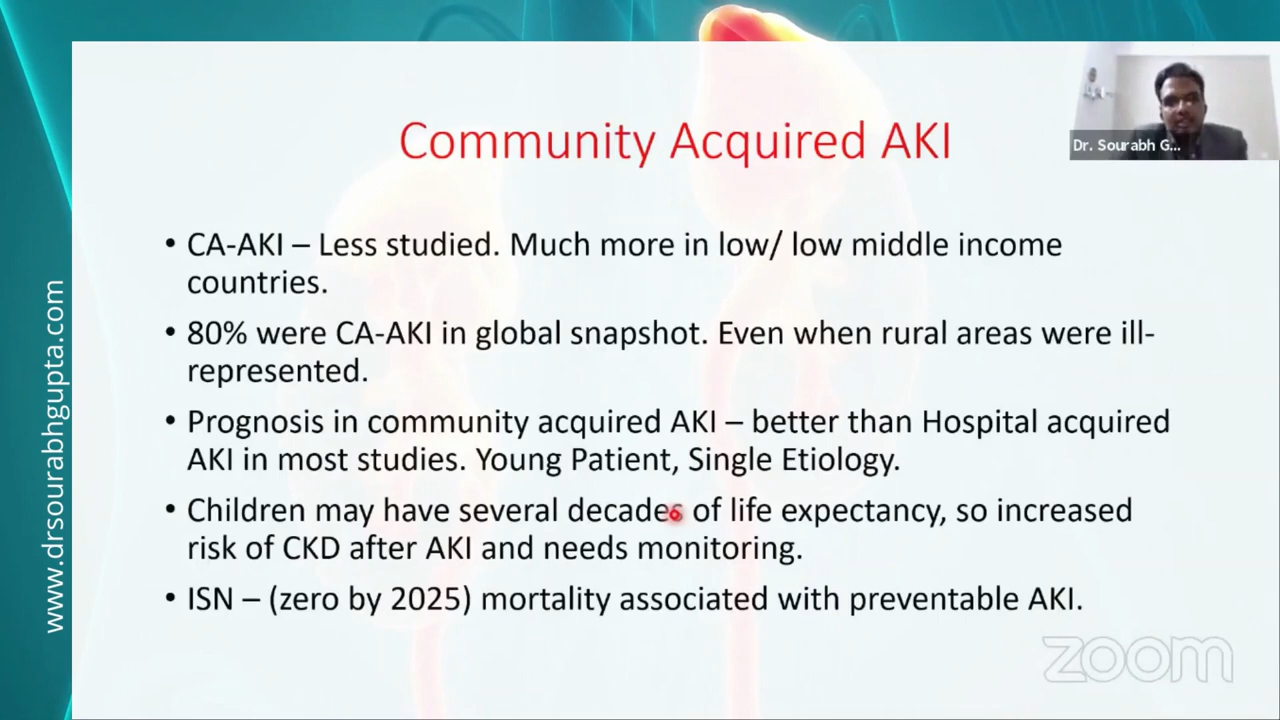 Community Acquired AKI
Dr. Sourabh G...
• CA-AKI – Less studied. Much more in low/ low middle income
countries.
• 80% were CA-AKI in global snapshot. Even when rural areas were ill-
represented.
• Prognosis in community acquired AKI – better than Hospital acquired
AKI in most studies. Young Patient, Single Etiology.
• Children may have several decades of life expectancy, so increased
risk of CKD after AKI and needs monitoring.
• ISN – (zero by 2025) mortality associated with preventable AKI.
www.drsourabhgupta.com
zoom